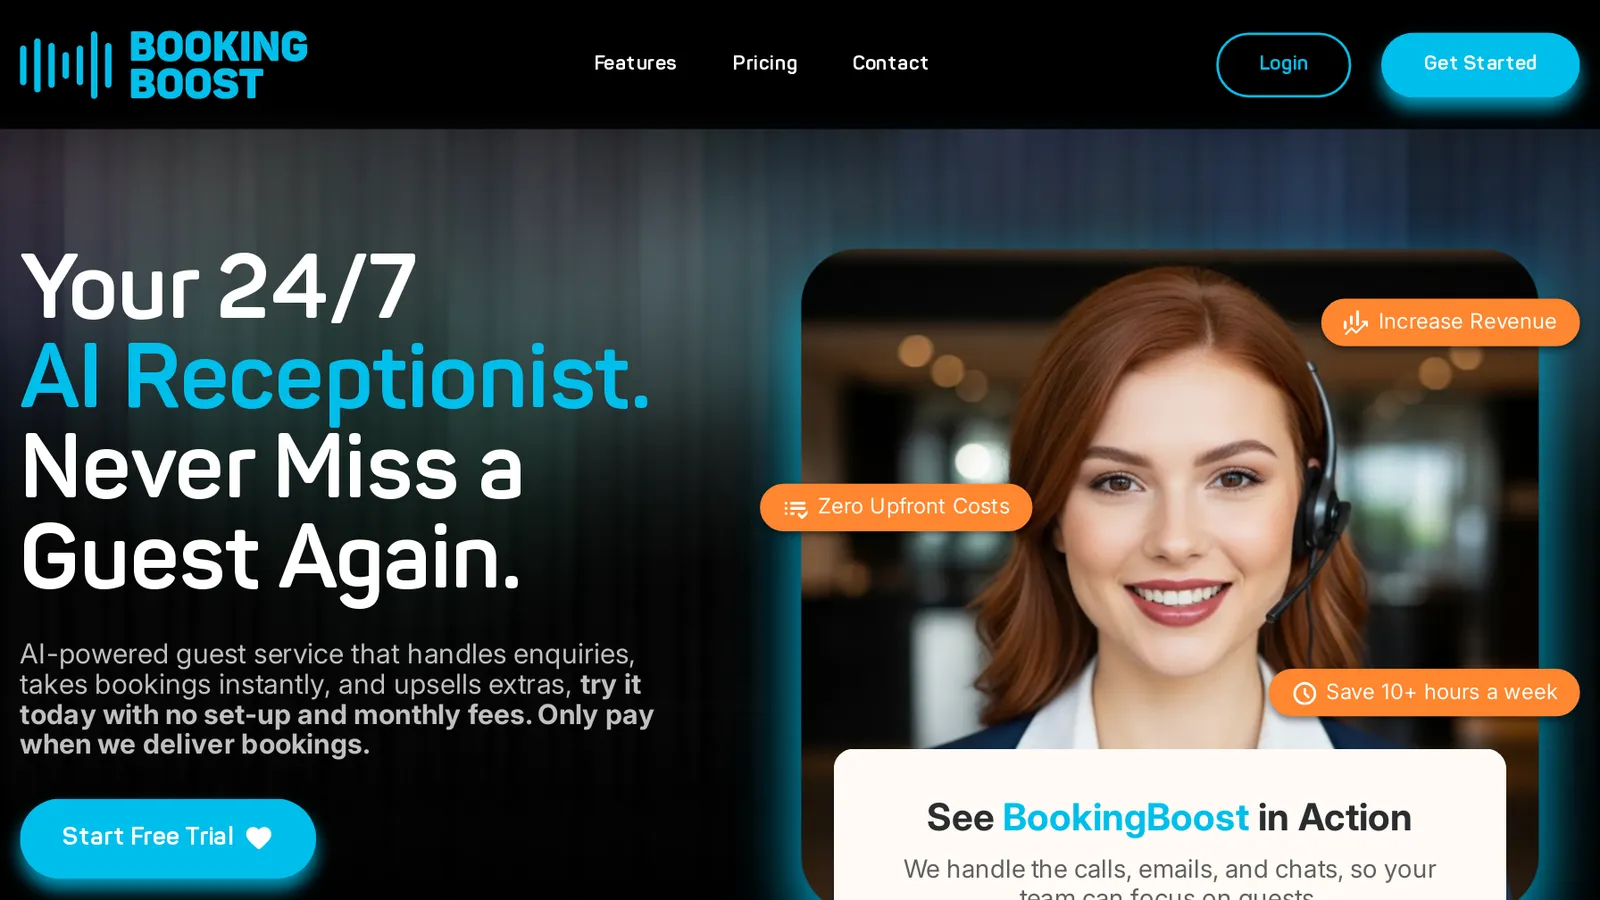 BOOKING
BOOST
Features
Pricing
Contact
Login
Get Started
Your 24/7
AI Receptionist.
Never Miss a
Guest Again.
AI-powered guest service that handles enquiries,
takes bookings instantly, and upsells extras, try it
today with no set-up and monthly fees. Only pay
when we deliver bookings.
Start Free Trial
Increase Revenue
Zero Upfront Costs
Save 10+ hours a week
See BookingBoost in Action
We handle the calls, emails, and chats, so your
team can focus on guests